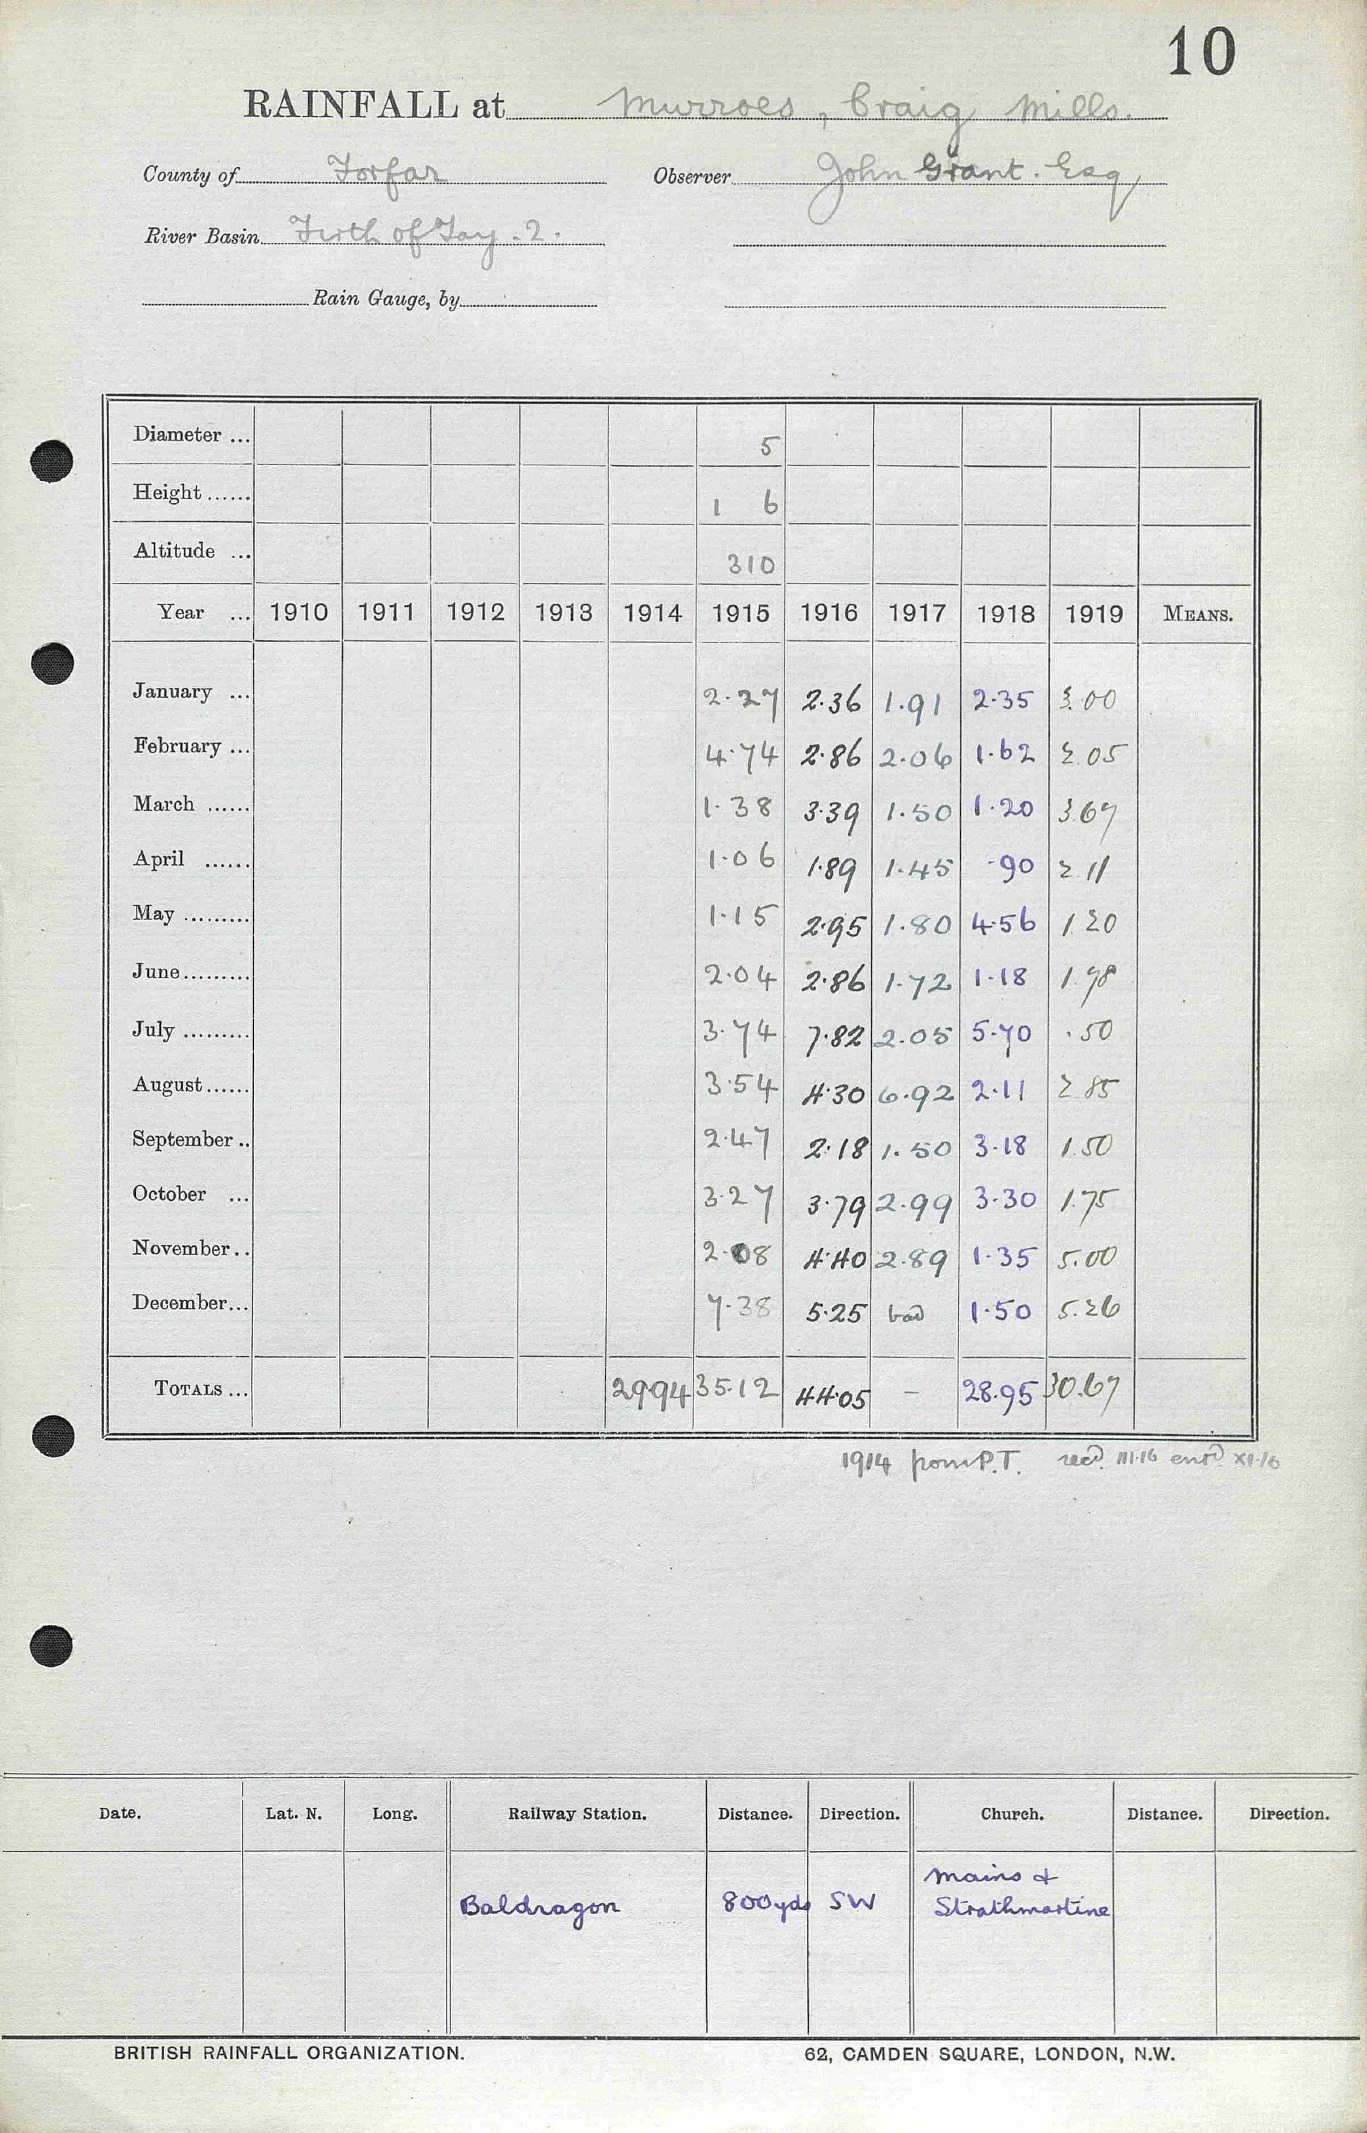 10
RAINFALL at Murroes, Craig Mills.
County of Forfar Observer John Grant. Esq
River Basin Firth of Tay. 2.
Rain Gauge, by
Diameter ... 5
Height ...... 1 6
Altitude ... 310
Year ... 1910 1911 1912 1913 1914 1915 1916 1917 1918 1919 MEANS.
January ... 2.27 2.36 1.91 2.35 3.00
February ... 4.74 2.86 2.06 1.62 2.05
March ...... 1.38 3.39 1.50 1.20 3.67
April ...... 1.06 1.89 1.45 .90 2.11
May ......... 1.15 2.95 1.80 4.56 1.20
June......... 2.04 2.86 1.72 1.18 1.98
July ......... 3.74 7.82 2.05 5.70 .50
August...... 3.54 4.30 6.92 2.11 2.85
September .. 2.47 2.18 1.50 3.18 1.50
October ... 3.27 3.79 2.99 3.30 1.75
November.. 2.08 4.40 2.89 1.35 5.00
December... 7.38 5.25 bad 1.50 5.26
TOTALS ... 29.94 35.12 44.05 - 28.95 30.67
1914 from P.T. recd. III.16 entd. XI.16
Date. Lat. N. Long. Railway Station. Distance. Direction. Church. Distance. Direction.
Mains &
Baldragon 800yds SW Strathmartine
BRITISH RAINFALL ORGANIZATION. 62, CAMDEN SQUARE, LONDON, N.W.